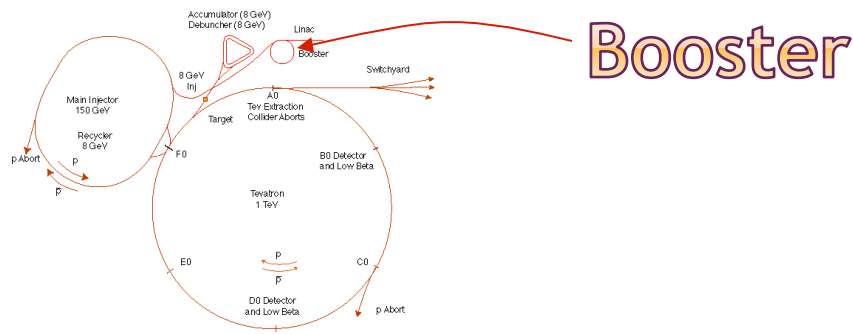 Accumulator (8 GeV)
Debuncher (8 GeV)
Linac
Booster
Booster
Switchyard
8 GeV
Inj
Main Injector
150 GeV
Recycler
8 GeV
A0
Tev Extraction
Collider Aborts
Target
p Abort
F0
B0 Detector
and Low Beta
p
p̅
Tevatron
1 TeV
E0
p
p̅
C0
D0 Detector
and Low Beta
p Abort